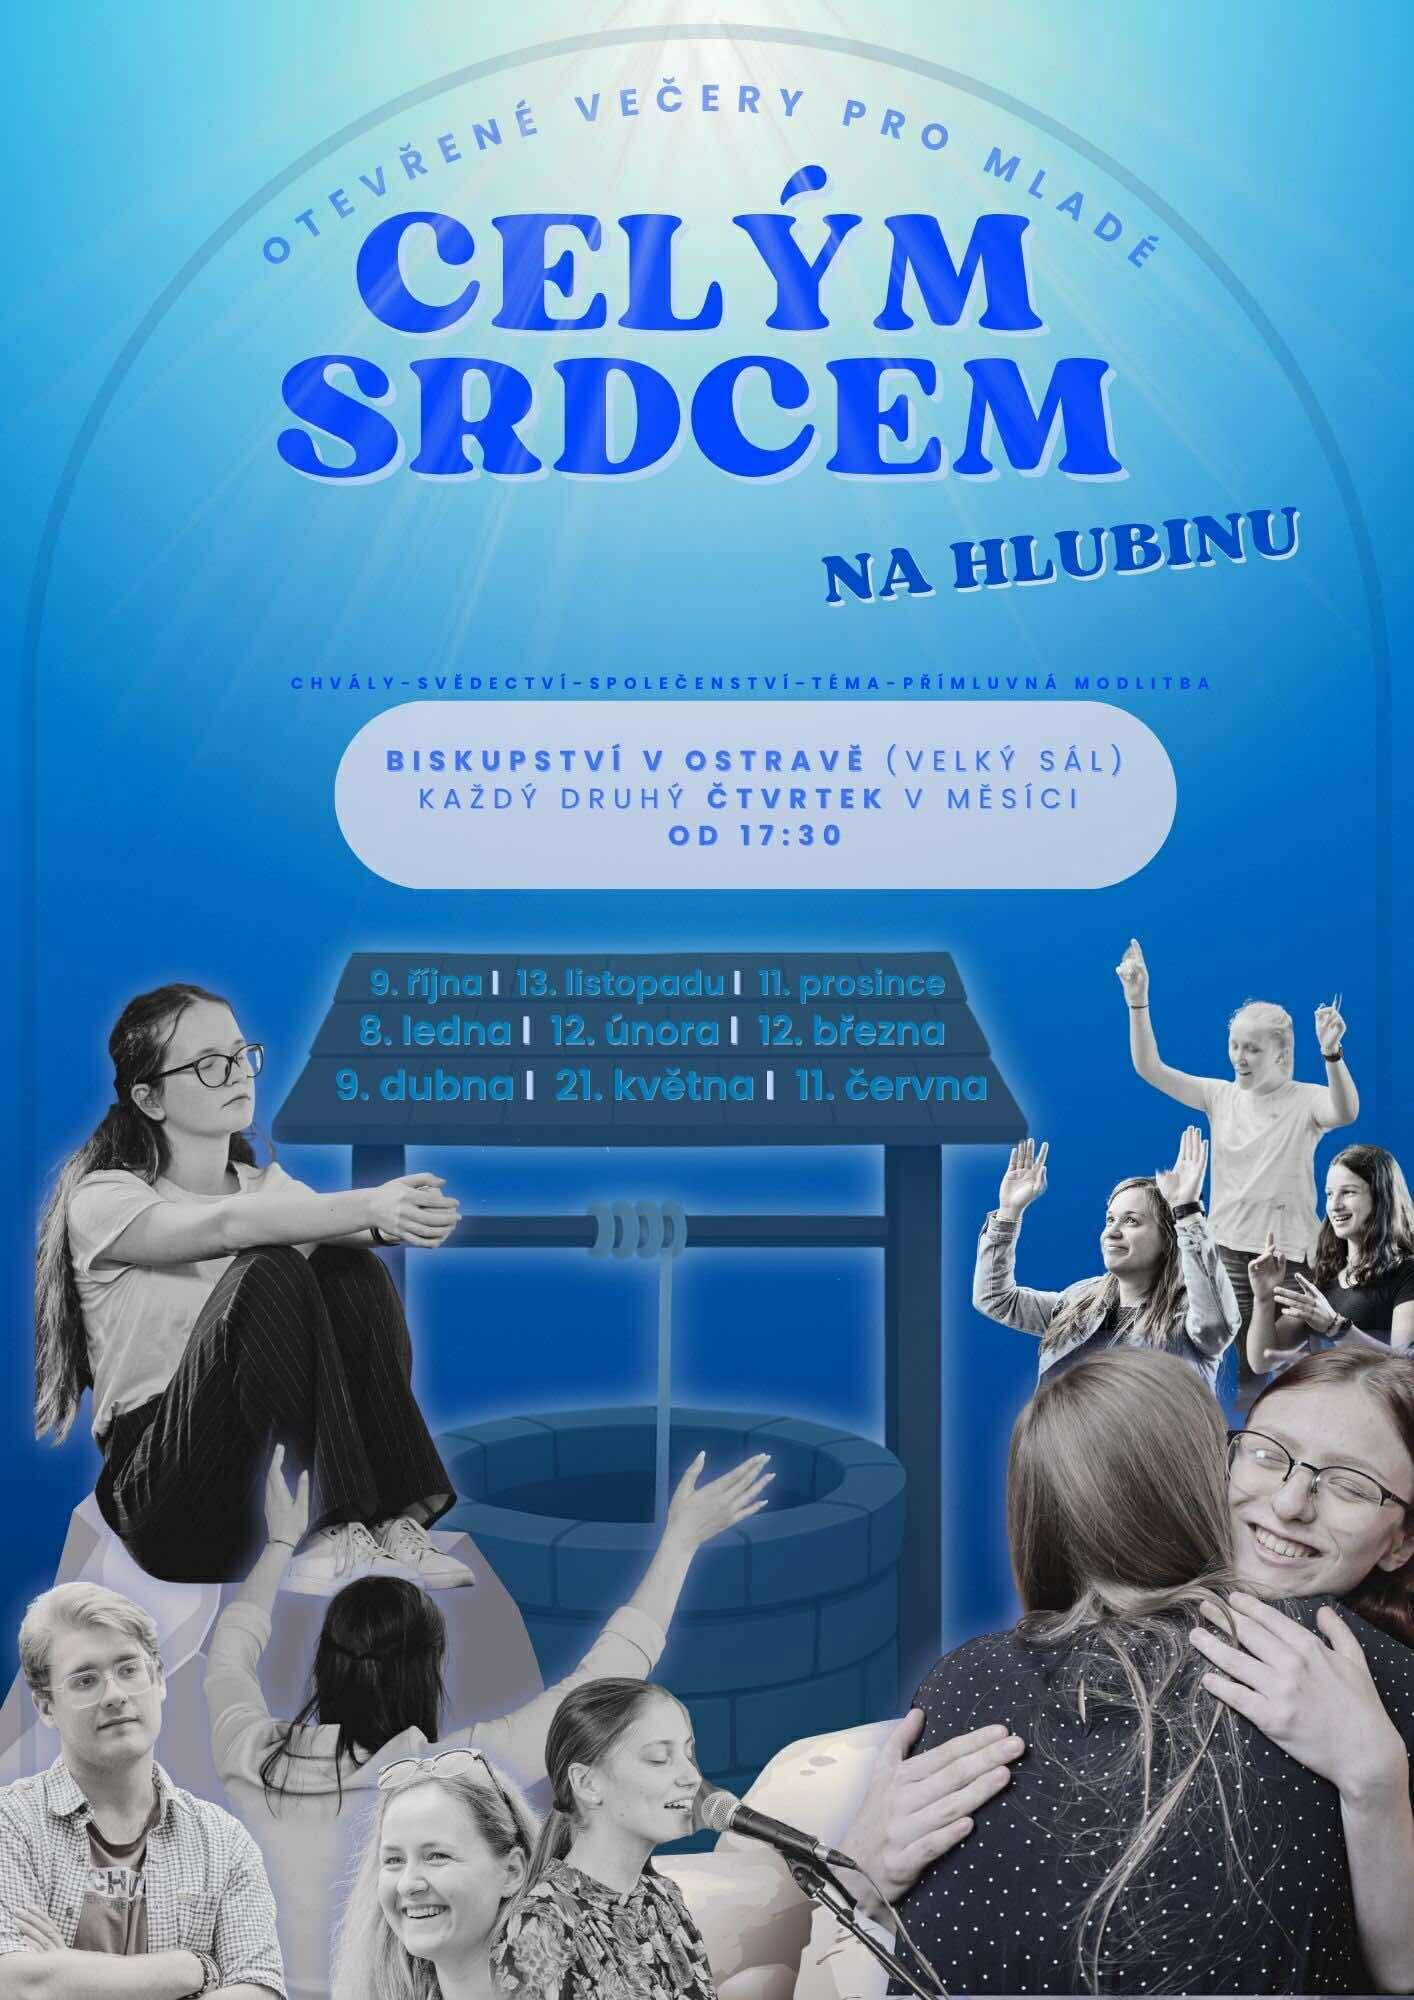 OTEVŘENÉ VEČERY PRO MLADÉ
CELÝM
SRDCEM
NA HLUBINU
CHVÁLY-SVĚDECTVÍ-SPOLEČENSTVÍ-TÉMA-PŘÍMLUVNÁ MODLITBA
BISKUPSTVÍ V OSTRAVĚ (VELKÝ SÁL)
KAŽDÝ DRUHÝ ČTVRTEK V MĚSÍCI
OD 17:30
9. října I 13. listopadu I 11. prosince
8. ledna I 12. února I 12. března
9. dubna I 21. května I 11. června